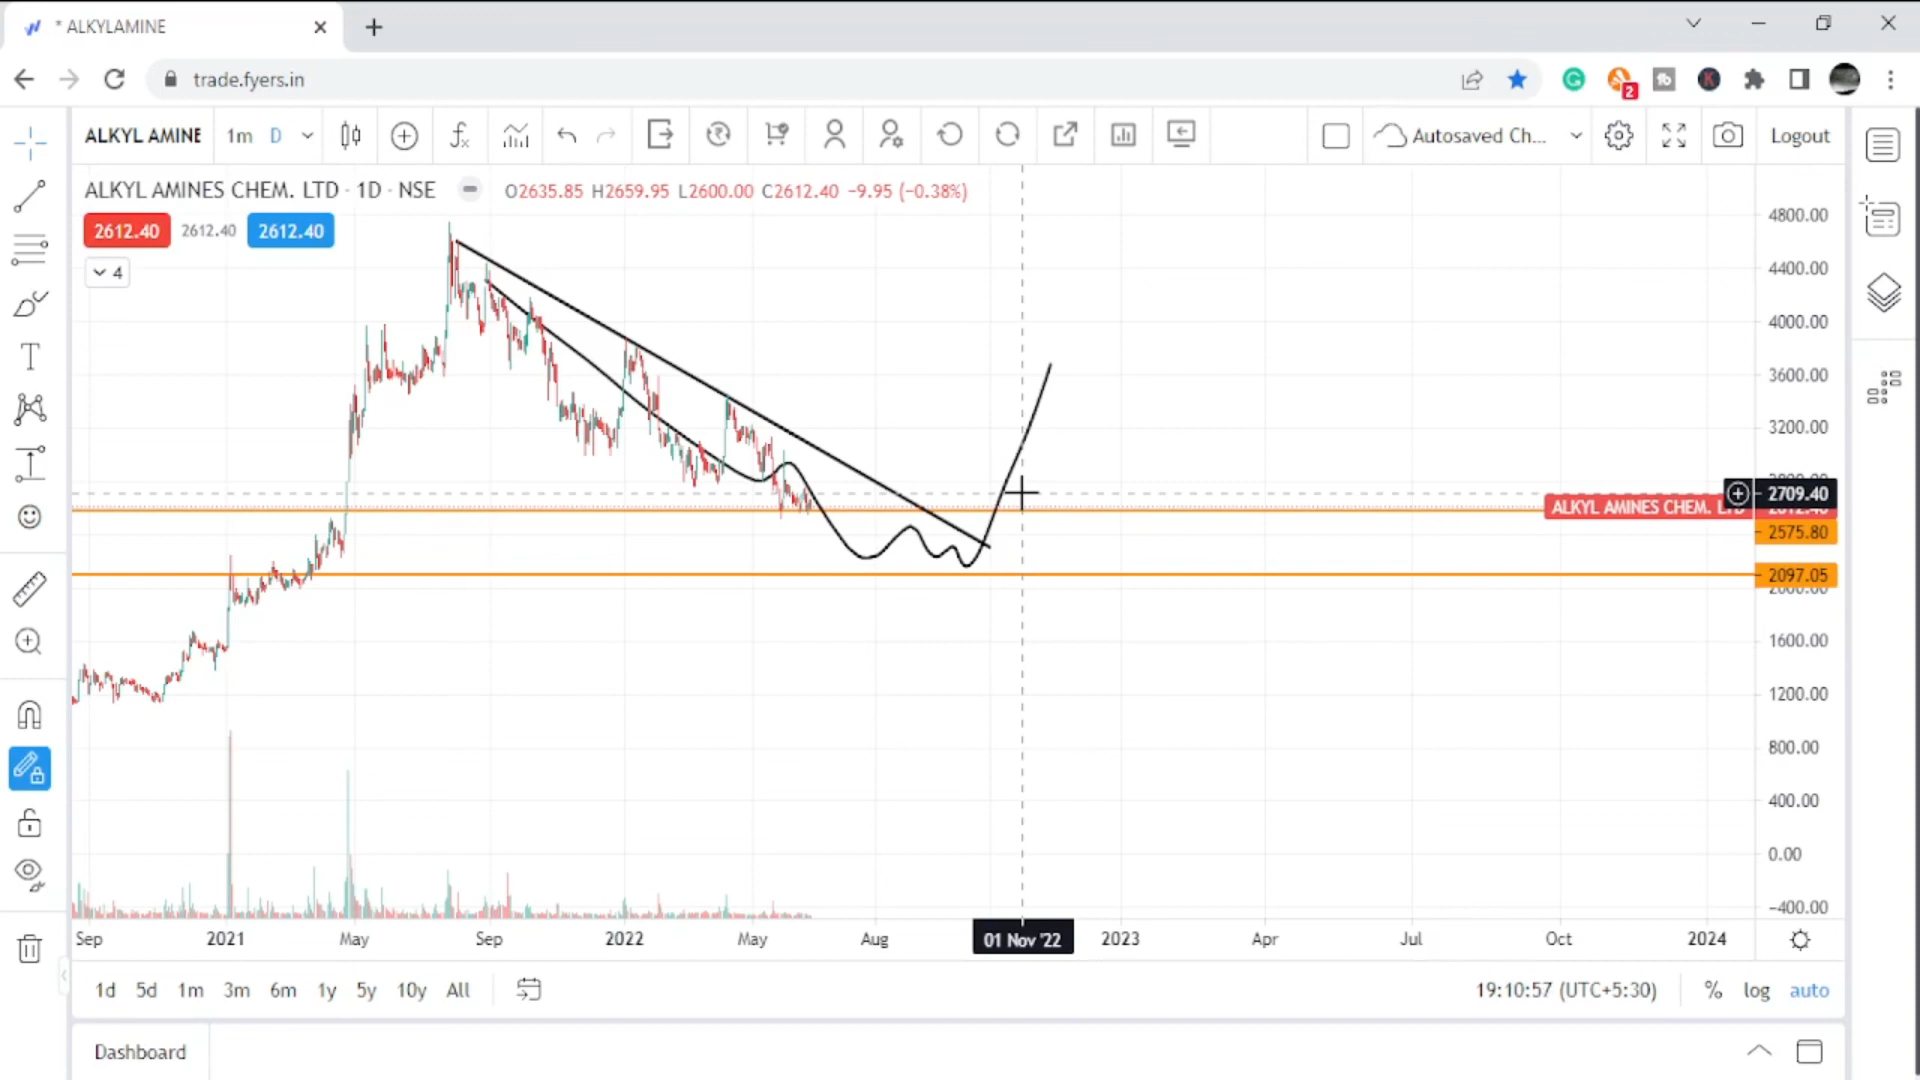 * ALKYLAMINE
trade.fyers.in
2
ALKYL AMINE 1m D Autosaved Ch... Logout
ALKYL AMINES CHEM. LTD · 1D · NSE O2635.85 H2659.95 L2600.00 C2612.40 −9.95 (−0.38%)
2612.40 2612.40 2612.40
4
4800.00
4400.00
4000.00
3600.00
3200.00
2709.40
ALKYL AMINES CHEM. LTD
2575.80
2097.05
2000.00
1600.00
1200.00
800.00
400.00
0.00
−400.00
Sep 2021 May Sep 2022 May Aug 01 Nov '22 2023 Apr Jul Oct 2024
1d 5d 1m 3m 6m 1y 5y 10y All 19:10:57 (UTC+5:30) % log auto
Dashboard